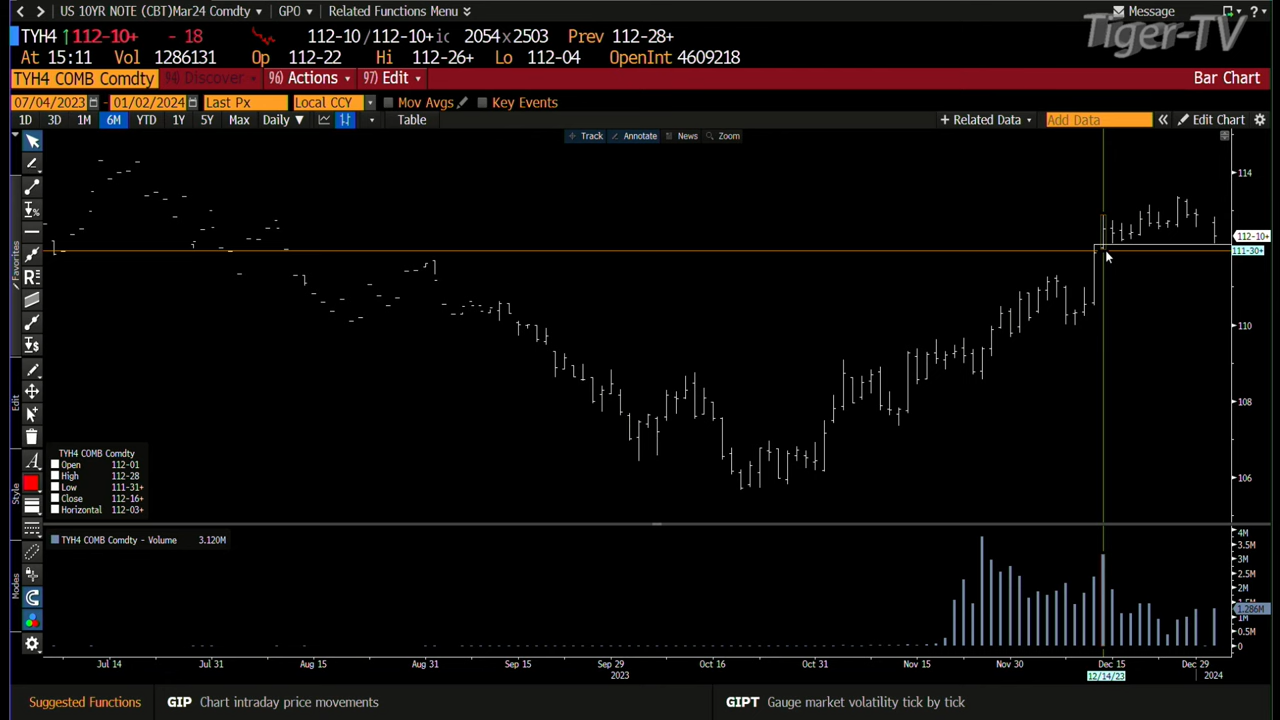 US 10YR NOTE (CBT)Mar24 Comdty GPO Related Functions Menu Message
Tiger-TV
TYH4 112-10+ - 18 112-10/112-10+ic 2054x2503 Prev 112-28+
At 15:11 Vol 1286131 Op 112-22 Hi 112-26+ Lo 112-04 OpenInt 4609218
TYH4 COMB Comdty 94) Discover 96) Actions 97) Edit Bar Chart
07/04/2023 - 01/02/2024 Last Px Local CCY Mov Avgs Key Events
1D 3D 1M 6M YTD 1Y 5Y Max Daily Table + Related Data Add Data « Edit Chart
Track Annotate News Zoom
114
112-10+
111-30+
110
108
106
Favorites
Edit
Style
Modes
TYH4 COMB Comdty
Open 112-01
High 112-28
Low 111-31+
Close 112-16+
Horizontal 112-03+
TYH4 COMB Comdty - Volume 3.120M
4M
3.5M
3M
2.5M
2M
1.286M
1M
0.5M
0
Jul 14 Jul 31 Aug 15 Aug 31 Sep 15 Sep 29 Oct 16 Oct 31 Nov 15 Nov 30 Dec 15 Dec 29
2023 12/14/23 2024
Suggested Functions GIP Chart intraday price movements GIPT Gauge market volatility tick by tick